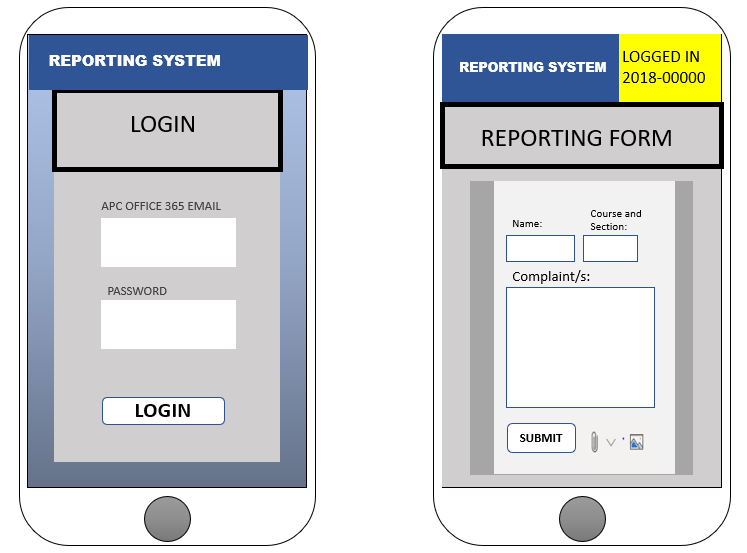 REPORTING SYSTEM
LOGIN
APC OFFICE 365 EMAIL
PASSWORD
LOGIN
REPORTING SYSTEM
LOGGED IN
2018-00000
REPORTING FORM
Name:
Course and
Section:
Complaint/s:
SUBMIT